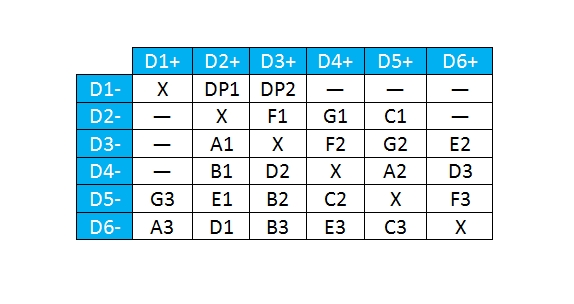 D1+ D2+ D3+ D4+ D5+ D6+
D1- X DP1 DP2 — — —
D2- — X F1 G1 C1 —
D3- — A1 X F2 G2 E2
D4- — B1 D2 X A2 D3
D5- G3 E1 B2 C2 X F3
D6- A3 D1 B3 E3 C3 X